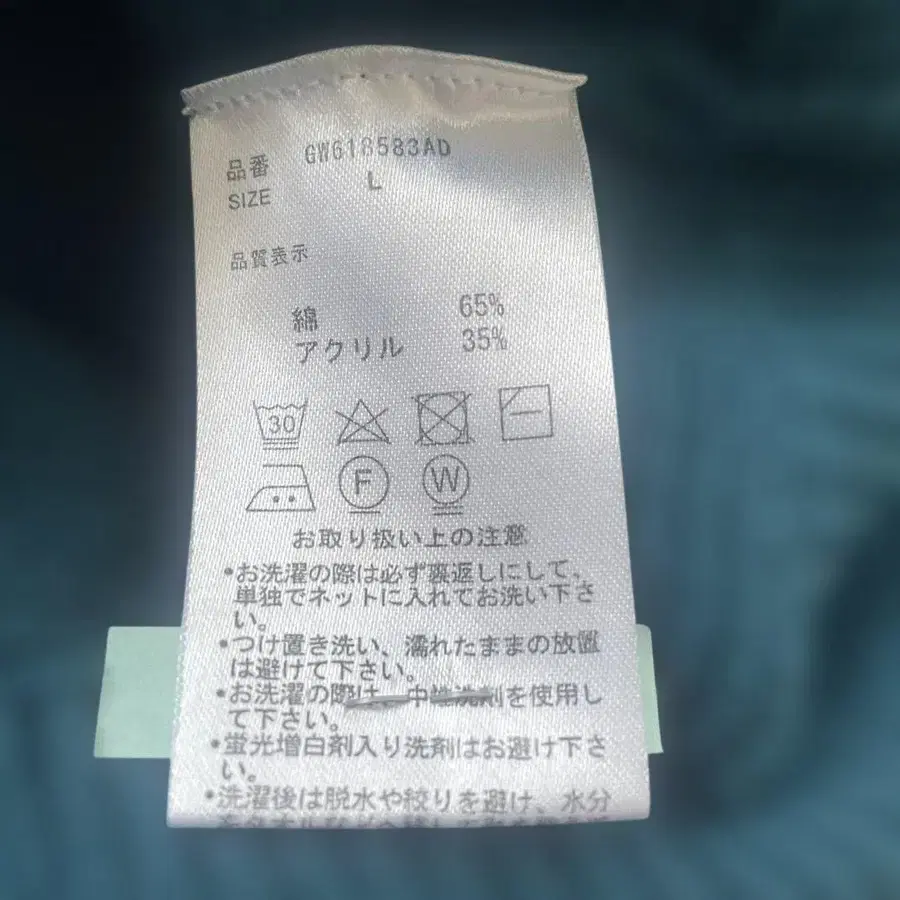 品番 GW618583AD
SIZE L
品質表示
綿 65%
アクリル 35%
30
F W
お取り扱い上の注意
•お洗濯の際は必ず裏返しにして、
単独でネットに入れてお洗い下さ
い。
•つけ置き洗い、濡れたままの放置
は避けて下さい。
•お洗濯の際は、中性洗剤を使用し
て下さい。
•蛍光増白剤入り洗剤はお避け下さ
い。
•洗濯後は脱水や絞りを避け、水分